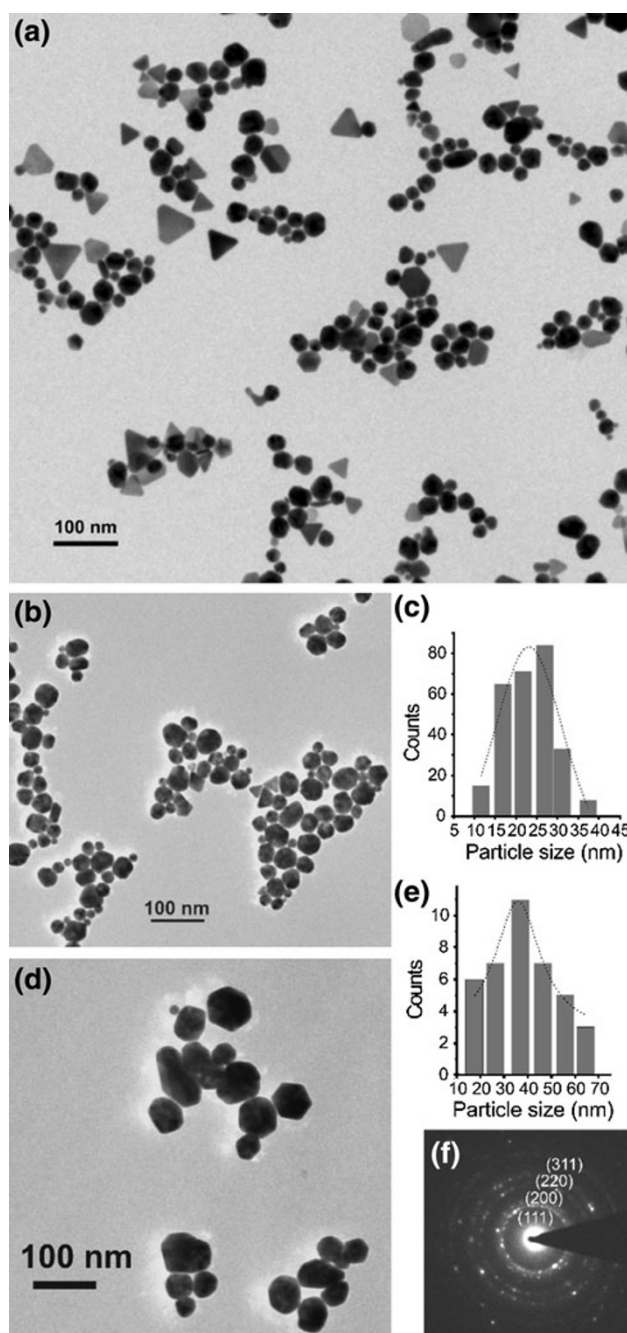 (a)
100 nm
(b)
100 nm
(c)
Counts
80
60
40
20
0
5 10 15 20 25 30 35 40 45
Particle size (nm)
(d)
100 nm
(e)
Counts
10
8
6
4
2
0
10 20 30 40 50 60 70
Particle size (nm)
(f)
(311)
(220)
(200)
(111)